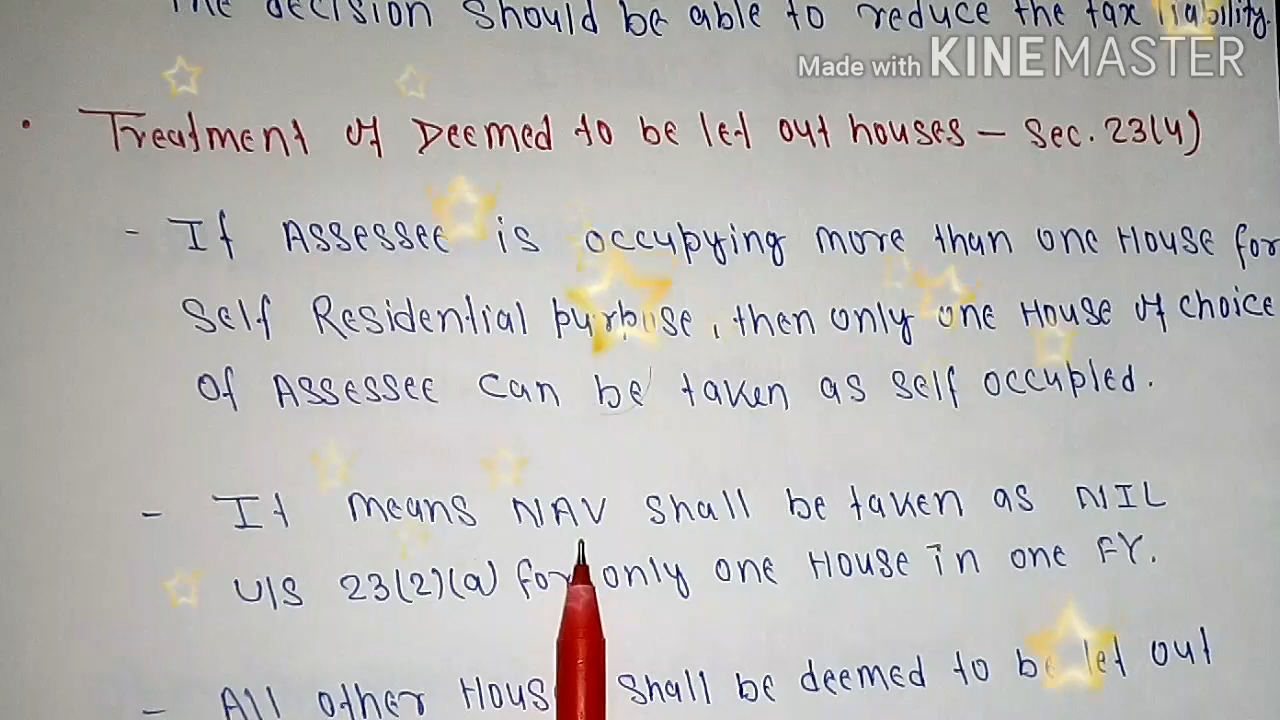 The decision should be able to reduce the tax liability.
Made with KINEMASTER
• Treatment of Deemed to be let out houses – Sec. 23(4)
- If Assessee is occupying more than one House for
Self Residential purpose, then only one House of choice
of Assessee can be taken as self occupied.
- It means NAV shall be taken as NIL
U/S 23(2)(a) for only one House in one FY.
- All other House shall be deemed to be let out